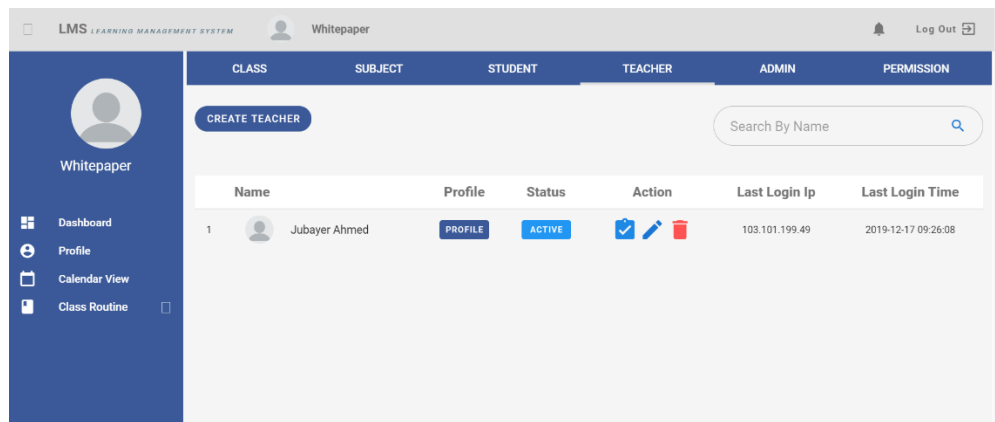 LMS LEARNING MANAGEMENT SYSTEM Whitepaper Log Out
CLASS SUBJECT STUDENT TEACHER ADMIN PERMISSION
CREATE TEACHER Search By Name
Whitepaper
Name Profile Status Action Last Login Ip Last Login Time
1 Jubayer Ahmed PROFILE ACTIVE 103.101.199.49 2019-12-17 09:26:08
Dashboard
Profile
Calendar View
Class Routine